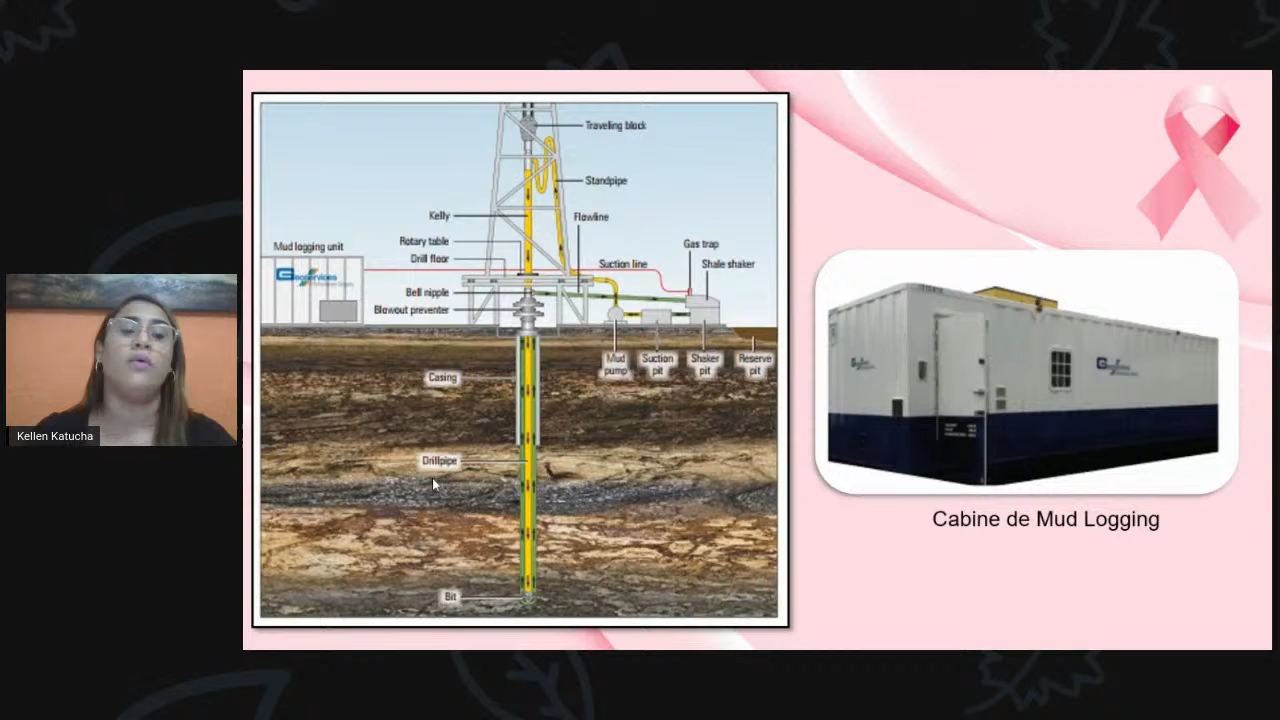 Traveling block
Standpipe
Kelly
Flowline
Rotary table
Mud logging unit
Gas trap
Drill floor
Suction line
Shale shaker
Geoservices
Bell nipple
Blowout preventer
Mud
pump
Suction
pit
Shaker
pit
Reserve
pit
Casing
Drillpipe
Bit
Geoservices
Cabine de Mud Logging
Kellen Katucha